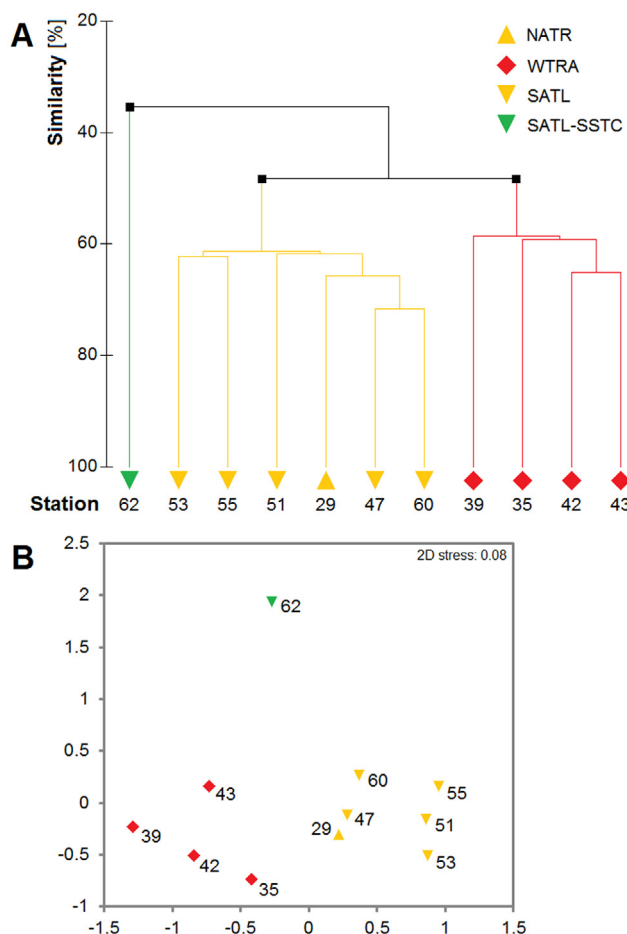 A
Similarity [%]
20
40
60
80
100
NATR
WTRA
SATL
SATL-SSTC
Station 62 53 55 51 29 47 60 39 35 42 43
B
2D stress: 0.08
2.5
2
1.5
1
0.5
0
-0.5
-1
62
60
55
43
47
51
29
39
42
53
35
-1.5 -1 -0.5 0 0.5 1 1.5